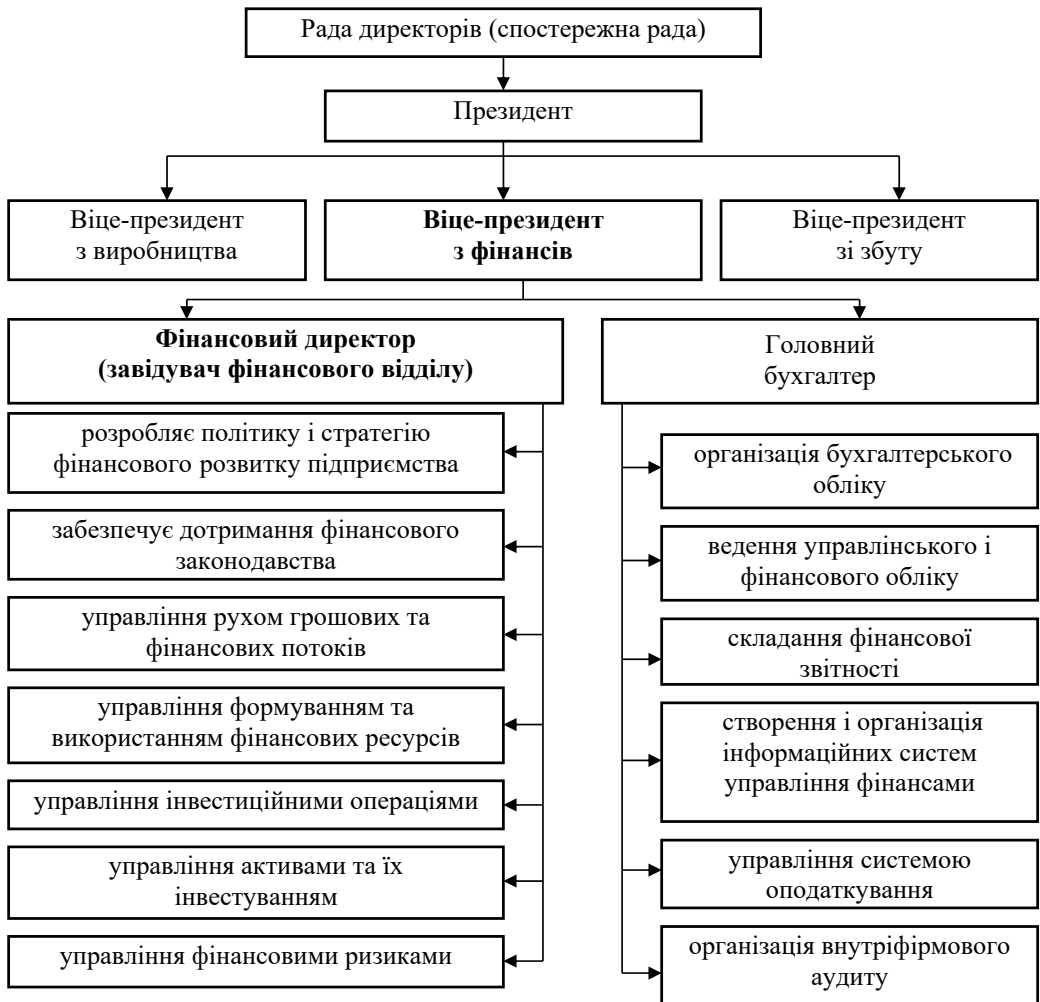 Рада директорів (спостережна рада)
Президент
Віце-президент
з виробництва
Віце-президент
з фінансів
Віце-президент
зі збуту
Фінансовий директор
(завідувач фінансового відділу)
розробляє політику і стратегію
фінансового розвитку підприємства
забезпечує дотримання фінансового
законодавства
управління рухом грошових та
фінансових потоків
управління формуванням та
використанням фінансових ресурсів
управління інвестиційними операціями
управління активами та їх
інвестуванням
управління фінансовими ризиками
Головний
бухгалтер
організація бухгалтерського
обліку
ведення управлінського і
фінансового обліку
складання фінансової
звітності
створення і організація
інформаційних систем
управління фінансами
управління системою
оподаткування
організація внутріфірмового
аудиту